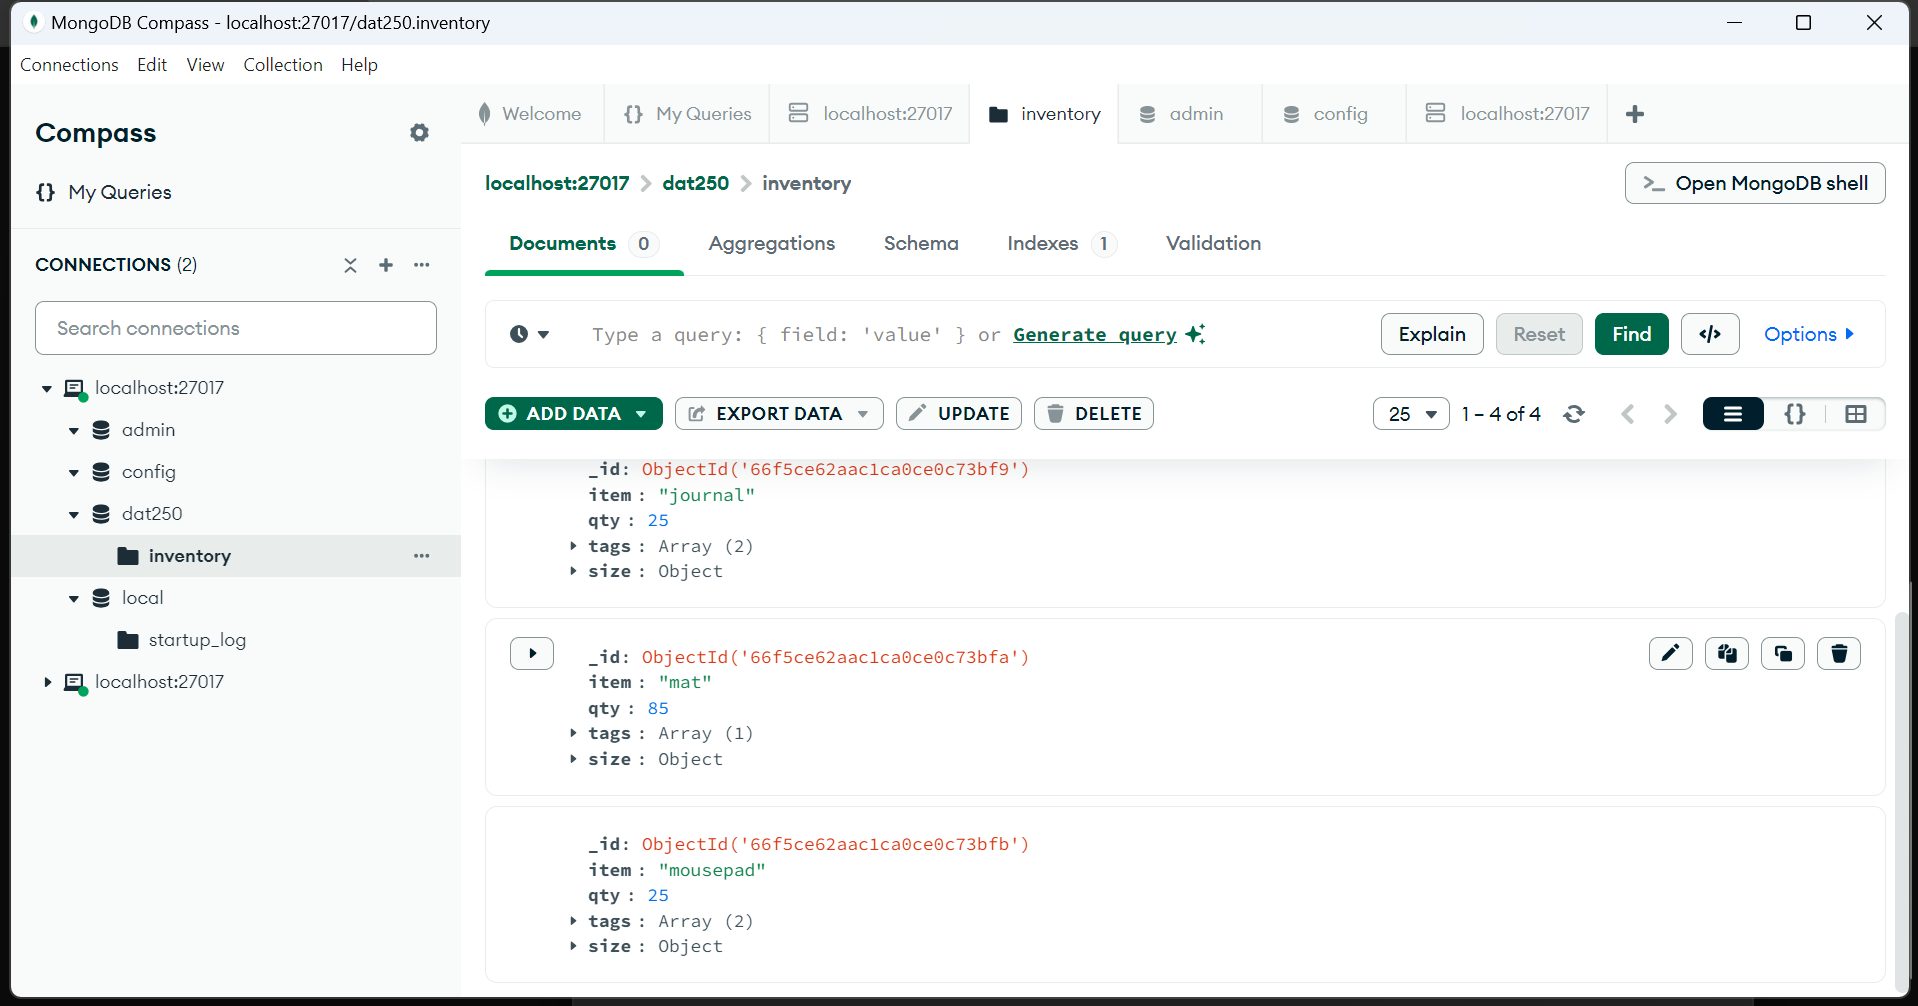 MongoDB Compass - localhost:27017/dat250.inventory
Connections Edit View Collection Help
Compass
My Queries
CONNECTIONS (2)
Search connections
localhost:27017
admin
config
dat250
inventory
local
startup_log
localhost:27017
Welcome My Queries localhost:27017 inventory admin config localhost:27017
localhost:27017 > dat250 > inventory
>_ Open MongoDB shell
Documents 0 Aggregations Schema Indexes 1 Validation
Type a query: { field: 'value' } or Generate query
Explain Reset Find </> Options
ADD DATA EXPORT DATA UPDATE DELETE
25 1 – 4 of 4
_id: ObjectId('66f5ce62aac1ca0ce0c73bf9')
item : "journal"
qty : 25
tags : Array (2)
size : Object
_id: ObjectId('66f5ce62aac1ca0ce0c73bfa')
item : "mat"
qty : 85
tags : Array (1)
size : Object
_id: ObjectId('66f5ce62aac1ca0ce0c73bfb')
item : "mousepad"
qty : 25
tags : Array (2)
size : Object